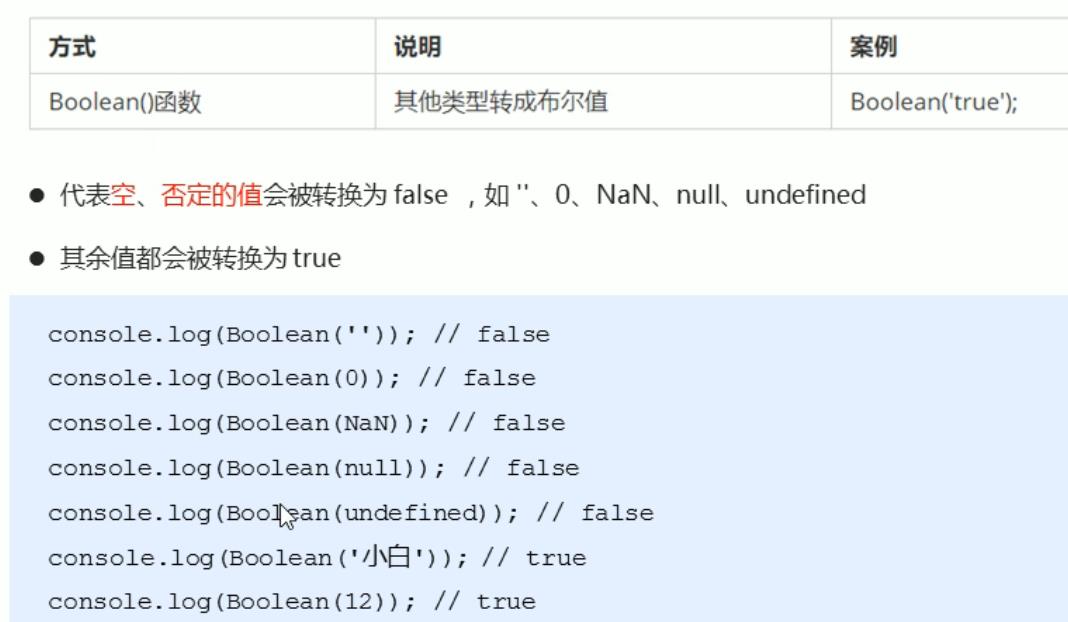 方式 说明 案例
Boolean()函数 其他类型转成布尔值 Boolean('true');
● 代表空、否定的值会被转换为 false ，如 ''、0、NaN、null、undefined
● 其余值都会被转换为 true
console.log(Boolean('')); // false
console.log(Boolean(0)); // false
console.log(Boolean(NaN)); // false
console.log(Boolean(null)); // false
console.log(Boolean(undefined)); // false
console.log(Boolean('小白')); // true
console.log(Boolean(12)); // true